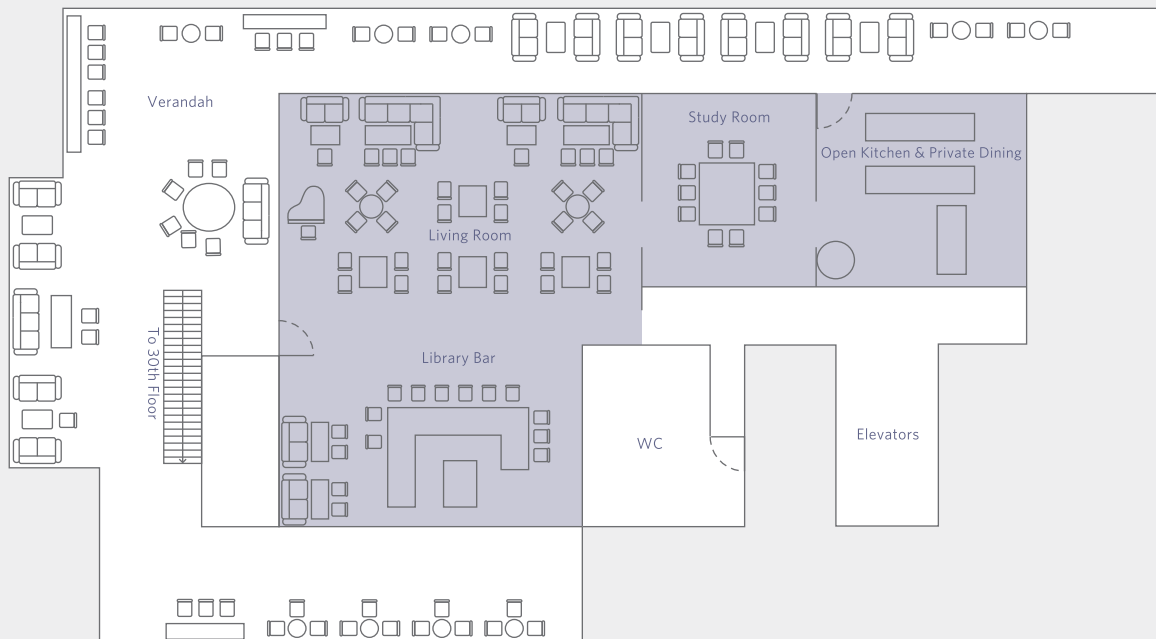 Verandah
Study Room
Open Kitchen & Private Dining
Living Room
To 30th Floor
Library Bar
WC
Elevators